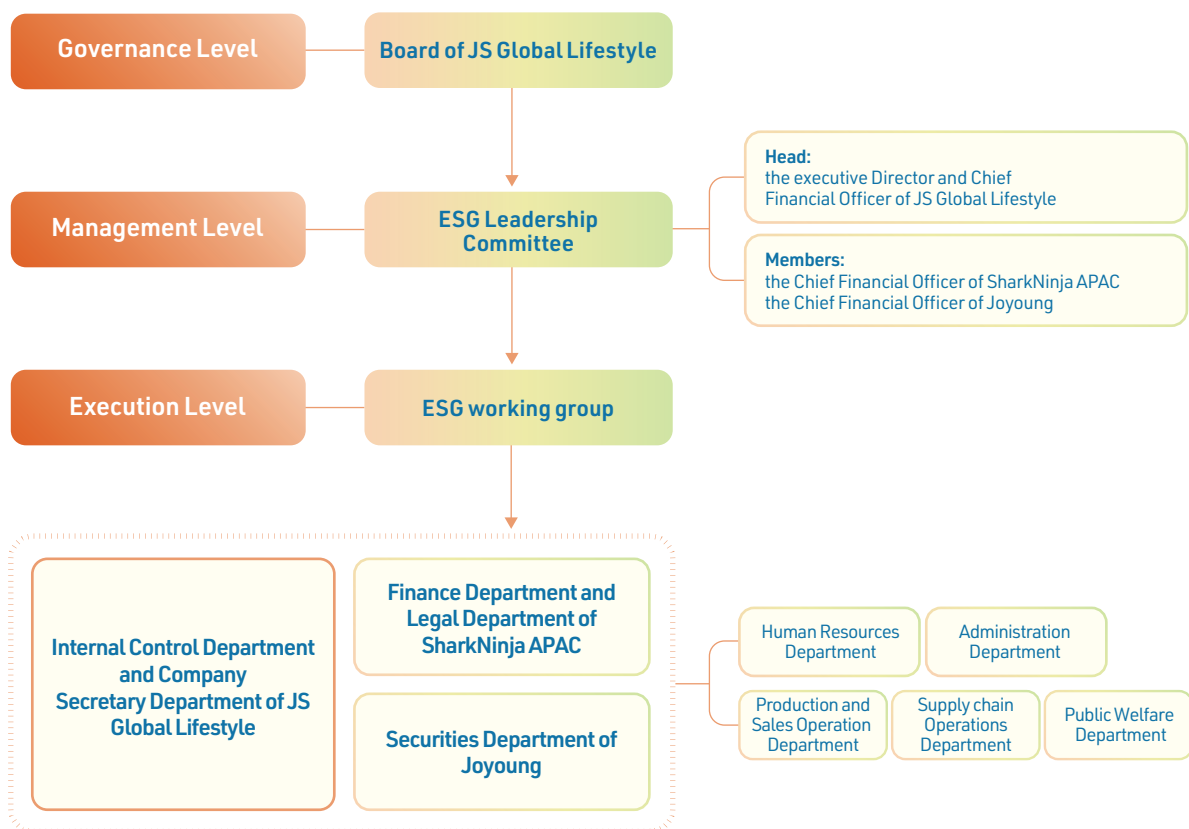 Governance Level
Board of JS Global Lifestyle
Management Level
ESG Leadership
Committee
Head:
the executive Director and Chief
Financial Officer of JS Global Lifestyle
Members:
the Chief Financial Officer of SharkNinja APAC
the Chief Financial Officer of Joyoung
Execution Level
ESG working group
Internal Control Department
and Company
Secretary Department of JS
Global Lifestyle
Finance Department and
Legal Department of
SharkNinja APAC
Securities Department of
Joyoung
Human Resources
Department
Administration
Department
Production and
Sales Operation
Department
Supply chain
Operations
Department
Public Welfare
Department